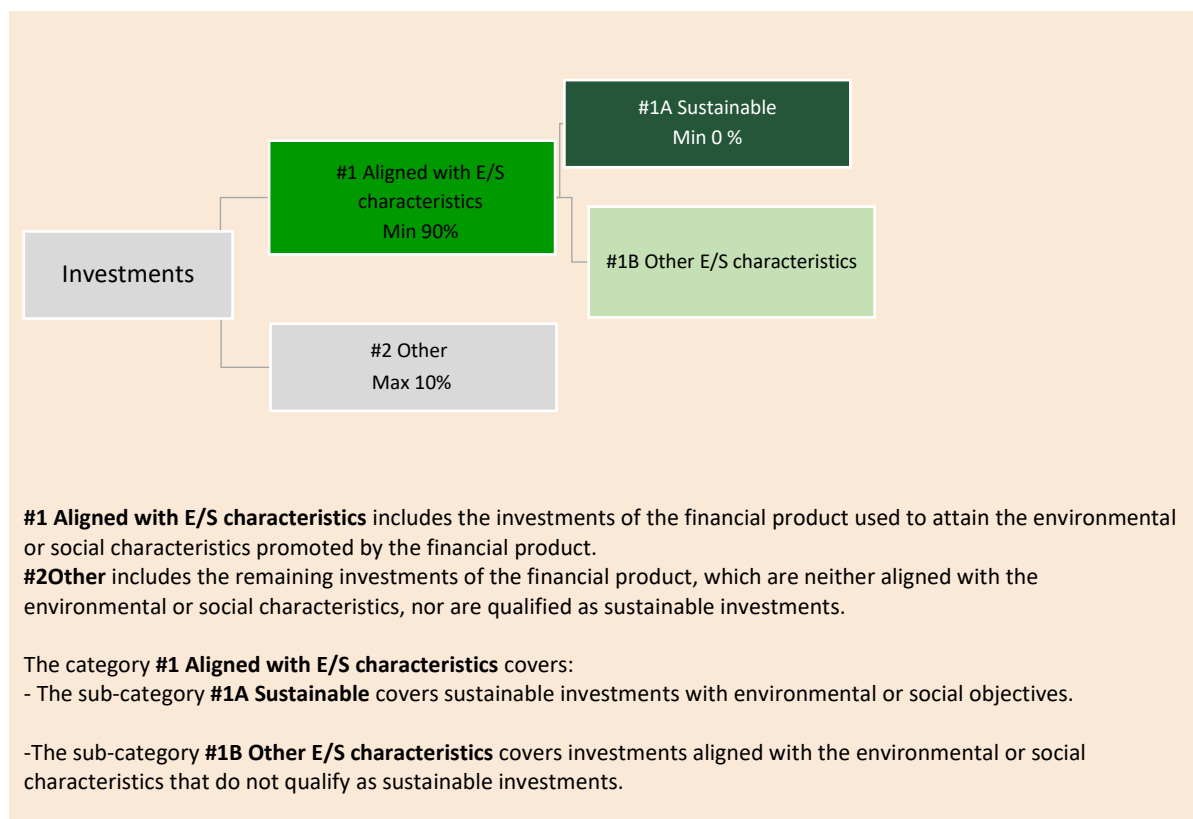 #1A Sustainable
Min 0 %
#1 Aligned with E/S
characteristics
Min 90%
Investments
#1B Other E/S characteristics
#2 Other
Max 10%
#1 Aligned with E/S characteristics includes the investments of the financial product used to attain the environmental
or social characteristics promoted by the financial product.
#2Other includes the remaining investments of the financial product, which are neither aligned with the
environmental or social characteristics, nor are qualified as sustainable investments.
The category #1 Aligned with E/S characteristics covers:
- The sub-category #1A Sustainable covers sustainable investments with environmental or social objectives.
-The sub-category #1B Other E/S characteristics covers investments aligned with the environmental or social
characteristics that do not qualify as sustainable investments.